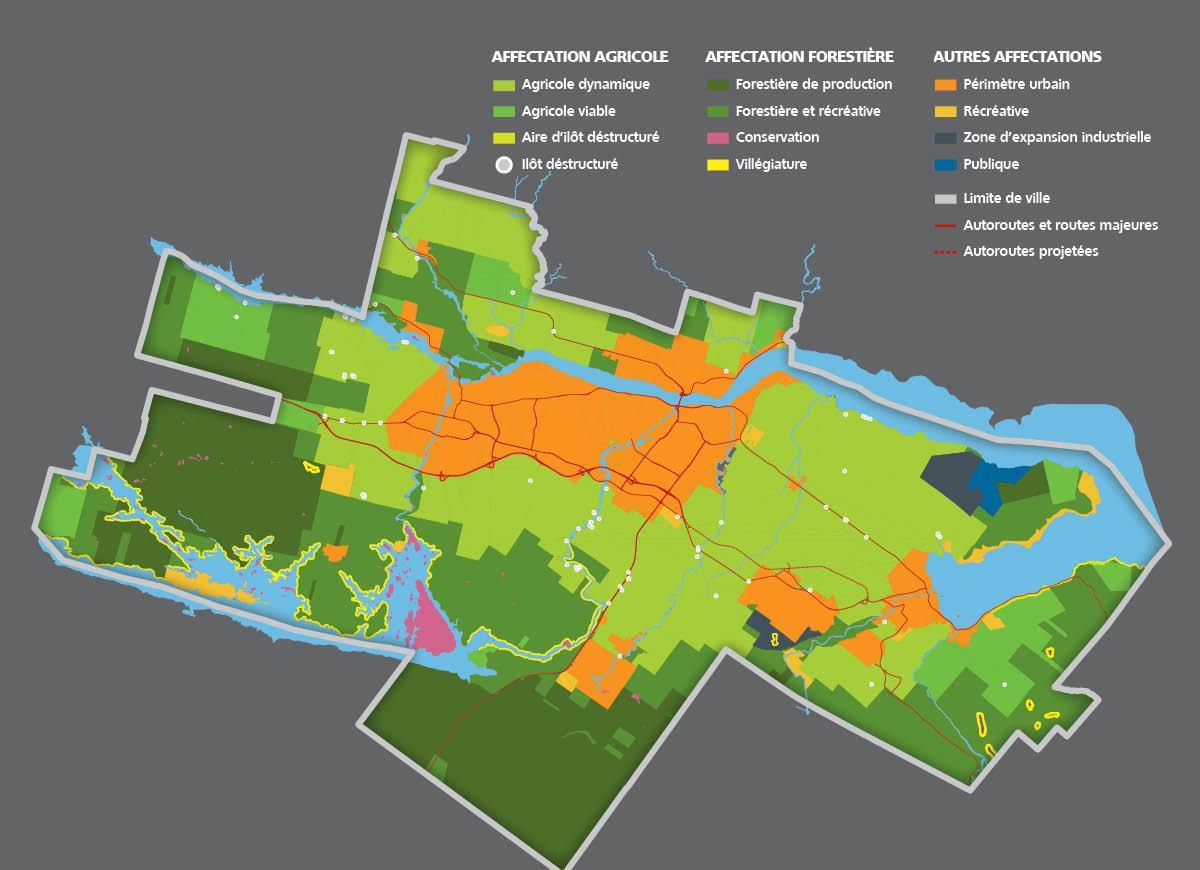 AFFECTATION AGRICOLE
Agricole dynamique
Agricole viable
Aire d'ilôt déstructuré
Ilôt déstructuré
AFFECTATION FORESTIÈRE
Forestière de production
Forestière et récréative
Conservation
Villégiature
AUTRES AFFECTATIONS
Périmètre urbain
Récréative
Zone d'expansion industrielle
Publique
Limite de ville
Autoroutes et routes majeures
Autoroutes projetées